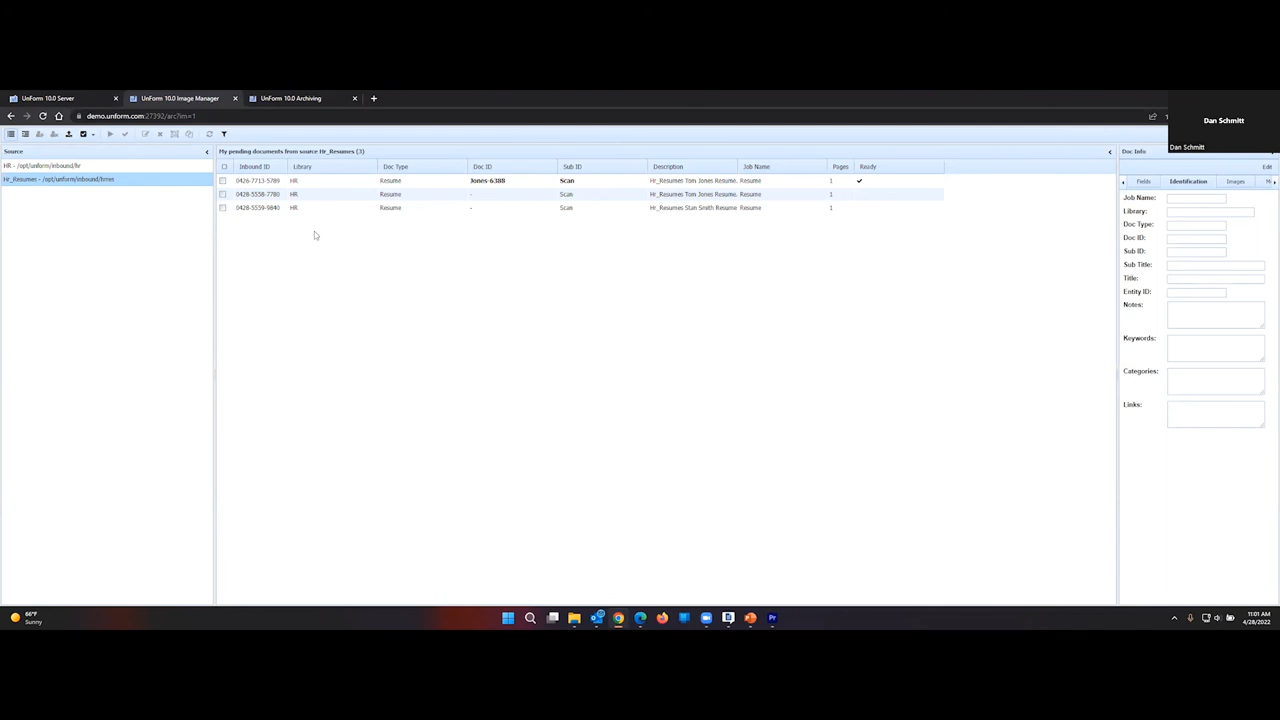 UnForm 10.0 Server
UnForm 10.0 Image Manager
UnForm 10.0 Archiving
demo.unform.com:27392/arc?im=1
Dan Schmitt
Dan Schmitt
Source
HR - /opt/unform/inbound/hr
Hr_Resumes - /opt/unform/inbound/hrres
My pending documents from source Hr_Resumes (3)
Inbound ID Library Doc Type Doc ID Sub ID Description Job Name Pages Ready
0426-7713-5789 HR Resume Jones-6388 Scan Hr_Resumes Tom Jones Resume. Resume 1
0428-5558-7780 HR Resume - Scan Hr_Resumes Tom Jones Resume. Resume 1
0428-5559-9840 HR Resume - Scan Hr_Resumes Stan Smith Resume. Resume 1
Doc Info
Edit
Fields Identification Images
Job Name:
Library:
Doc Type:
Doc ID:
Sub ID:
Sub Title:
Title:
Entity ID:
Notes:
Keywords:
Categories:
Links:
66°F
Sunny
11:01 AM
4/28/2022